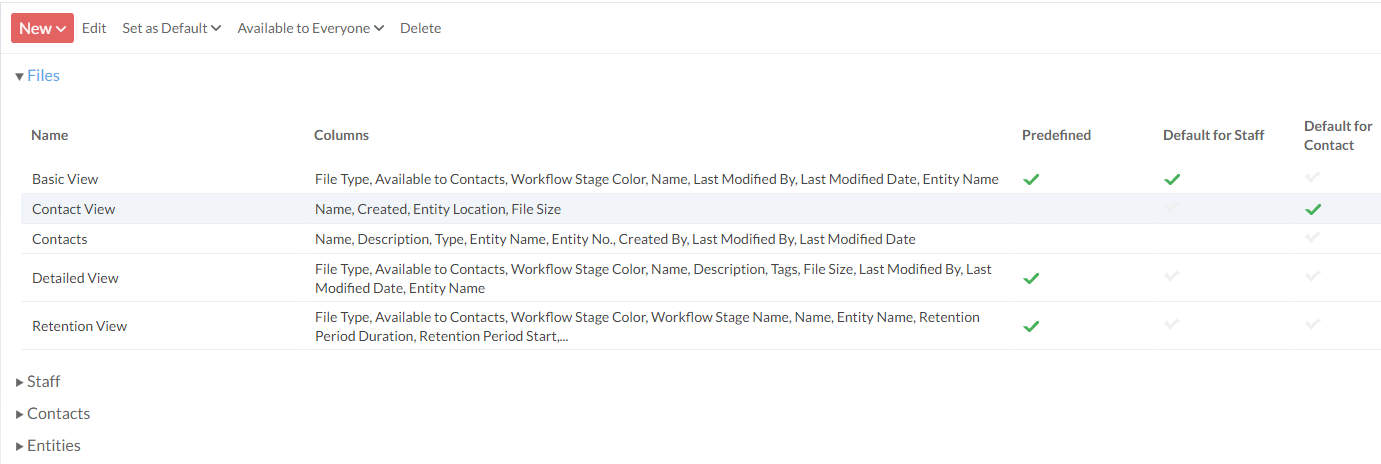 New Edit Set as Default Available to Everyone Delete
Files
Name Columns Predefined Default for Staff Default for
Contact
Basic View File Type, Available to Contacts, Workflow Stage Color, Name, Last Modified By, Last Modified Date, Entity Name
Contact View Name, Created, Entity Location, File Size
Contacts Name, Description, Type, Entity Name, Entity No., Created By, Last Modified By, Last Modified Date
Detailed View File Type, Available to Contacts, Workflow Stage Color, Name, Description, Tags, File Size, Last Modified By, Last
Modified Date, Entity Name
Retention View File Type, Available to Contacts, Workflow Stage Color, Workflow Stage Name, Name, Entity Name, Retention
Period Duration, Retention Period Start,...
Staff
Contacts
Entities